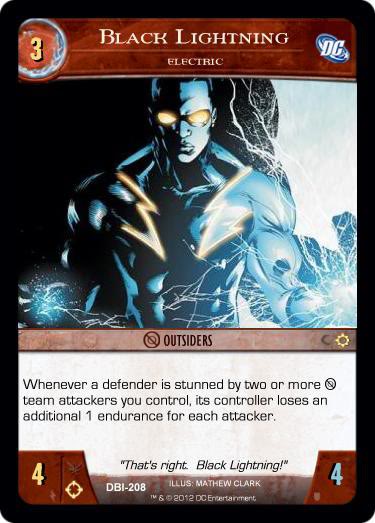 3
BLACK LIGHTNING
DC
ELECTRIC
OUTSIDERS
Whenever a defender is stunned by two or more
team attackers you control, its controller loses an
additional 1 endurance for each attacker.
"That's right. Black Lightning!"
4
4
DBI-208
ILLUS: MATHEW CLARK
™ & © 2012 DC Entertainment